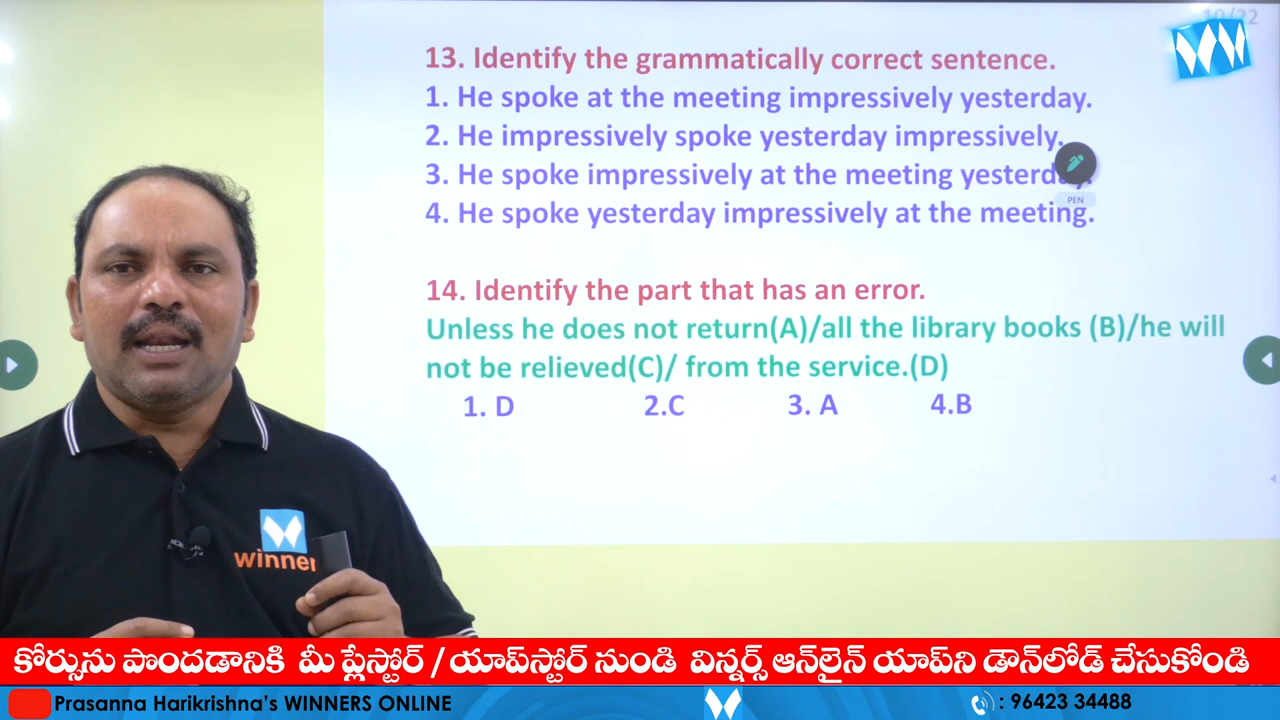 13. Identify the grammatically correct sentence.
1. He spoke at the meeting impressively yesterday.
2. He impressively spoke yesterday impressively.
3. He spoke impressively at the meeting
PEN
4. He spoke yesterday impressively at the meeting.
14. Identify the part that has an error.
Unless he does not return(A)/all the library books (B)/he will
not be relieved(C)/ from the service.(D)
1. D 2.C 3. A 4.B
winner
కోర్సును పొందడానికి మీ ప్లేస్టోర్ / యాప్‌స్టోర్ నుండి విన్నర్స్ ఆన్‌లైన్ యాప్‌ని డౌన్‌లోడ్ చేసుకోండి
Prasanna Harikrishna's WINNERS ONLINE : 96423 34488